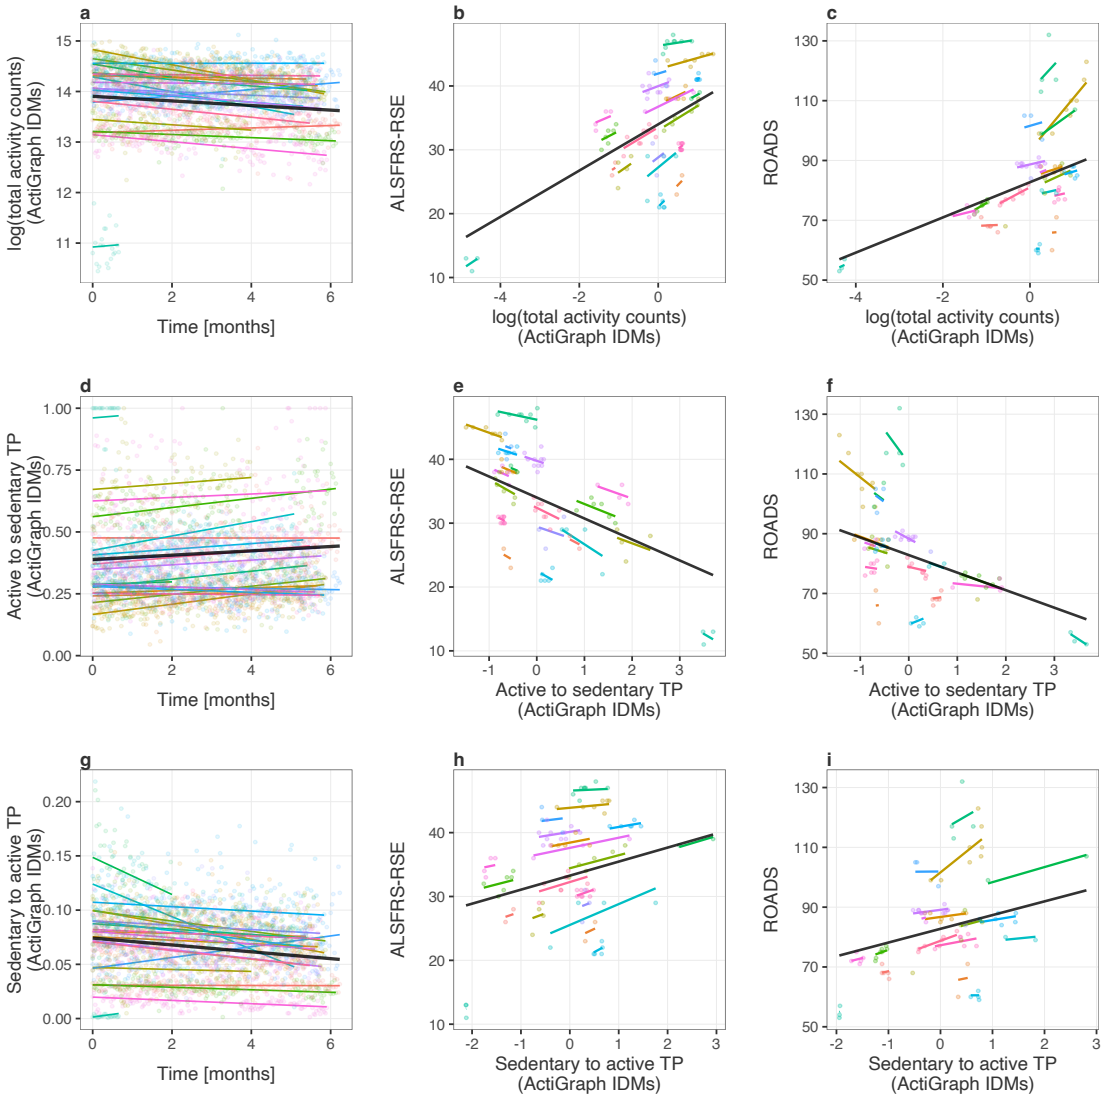 a
15
14
13
12
11
0
2
4
6
Time [months]
log(total activity counts)
(ActiGraph IDMs)
b
40
30
20
10
-4
-2
0
log(total activity counts)
(ActiGraph IDMs)
ALSFRS-RSE
c
130
110
90
70
50
-4
-2
0
log(total activity counts)
(ActiGraph IDMs)
ROADS
d
1.00
0.75
0.50
0.25
0.00
0
2
4
6
Time [months]
Active to sedentary TP
(ActiGraph IDMs)
e
40
30
20
10
-1
0
1
2
3
Active to sedentary TP
(ActiGraph IDMs)
ALSFRS-RSE
f
130
110
90
70
50
-1
0
1
2
3
Active to sedentary TP
(ActiGraph IDMs)
ROADS
g
0.20
0.15
0.10
0.05
0.00
0
2
4
6
Time [months]
Sedentary to active TP
(ActiGraph IDMs)
h
40
30
20
10
-2
-1
0
1
2
3
Sedentary to active TP
(ActiGraph IDMs)
ALSFRS-RSE
i
130
110
90
70
50
-2
-1
0
1
2
3
Sedentary to active TP
(ActiGraph IDMs)
ROADS